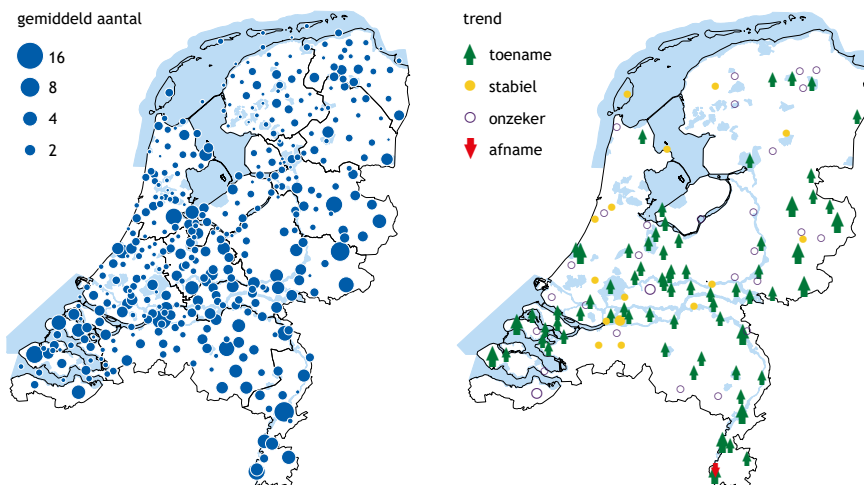 gemiddeld aantal
16
8
4
2
trend
toename
stabiel
onzeker
afname